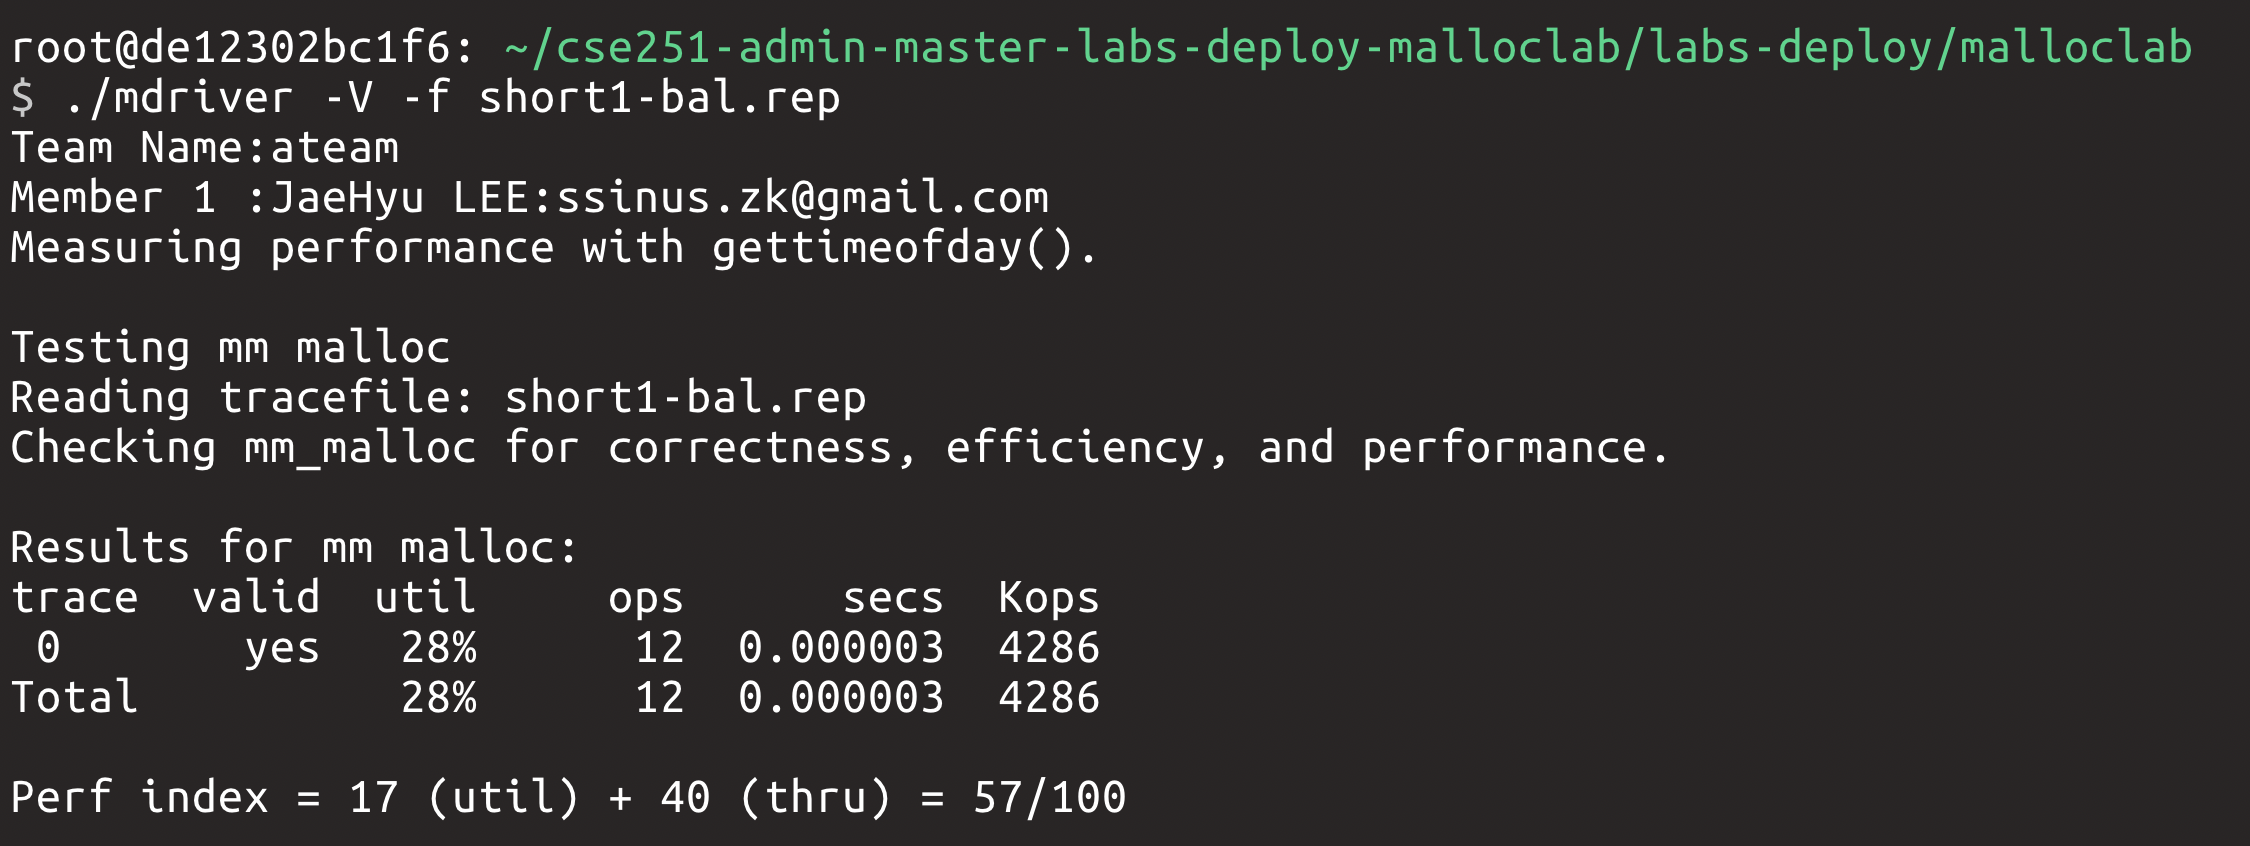 root@de12302bc1f6: ~/cse251-admin-master-labs-deploy-malloclab/labs-deploy/malloclab
$ ./mdriver -V -f short1-bal.rep
Team Name:ateam
Member 1 :JaeHyu LEE:ssinus.zk@gmail.com
Measuring performance with gettimeofday().

Testing mm malloc
Reading tracefile: short1-bal.rep
Checking mm_malloc for correctness, efficiency, and performance.

Results for mm malloc:
trace  valid  util     ops      secs  Kops
 0       yes   28%      12  0.000003  4286
Total          28%      12  0.000003  4286

Perf index = 17 (util) + 40 (thru) = 57/100